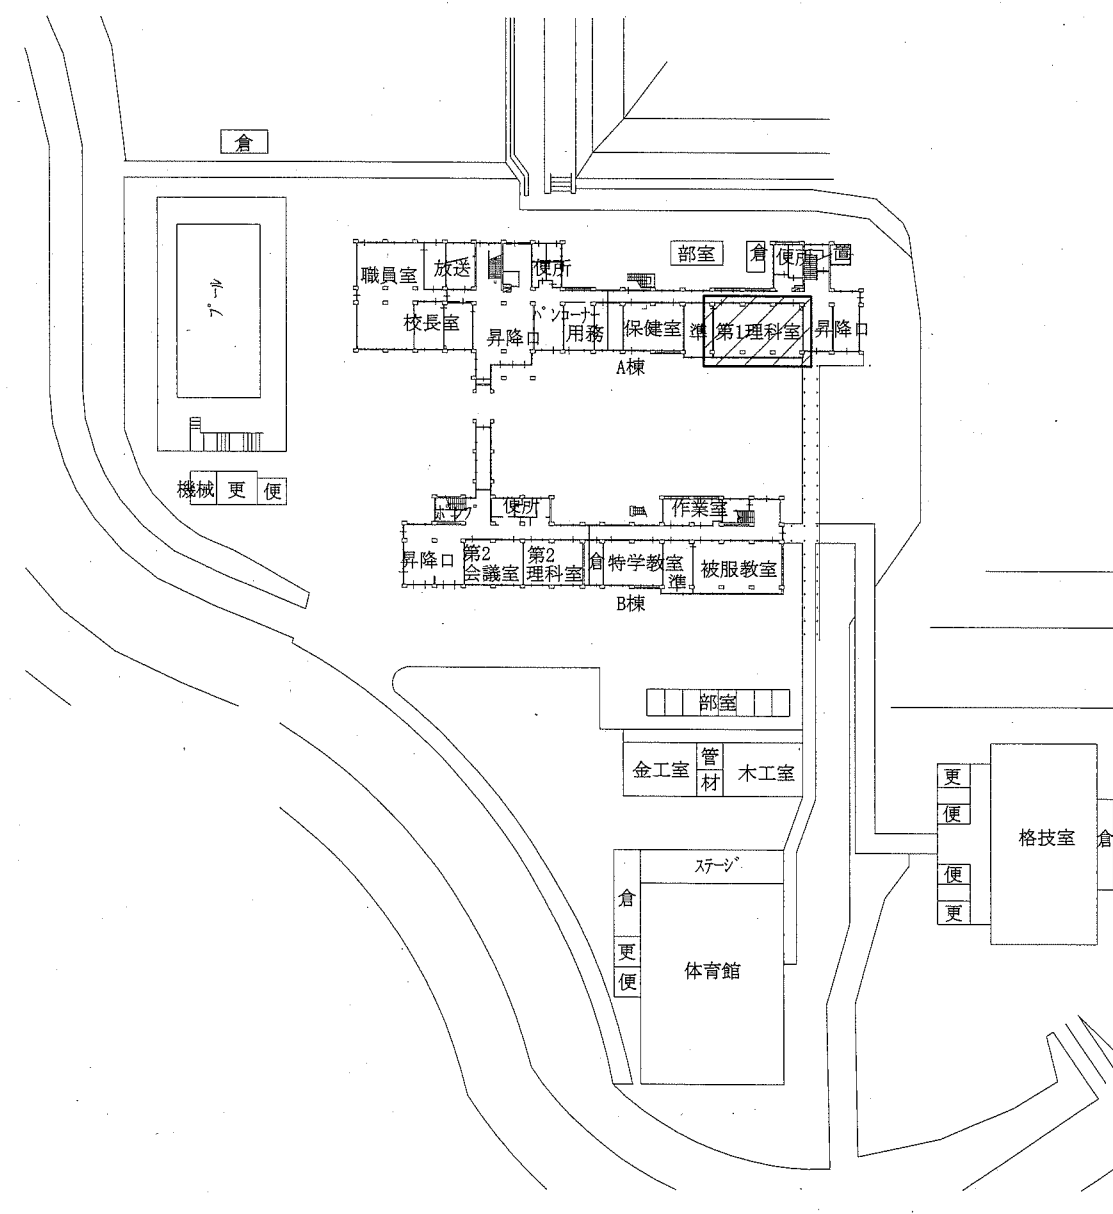 倉
プール
職員室
放送
便所
部室
倉
便所
置
校長室
昇降口
パンコーナー
用務
保健室
準
第1理科室
昇降口
A棟
機械
更
便
便所
作業室
昇降口
第2
会議室
第2
理科室
倉
特学教室
準
被服教室
B棟
部室
金工室
管
材
木工室
更
便
格技室
倉
便
更
ステージ
倉
更
便
体育館